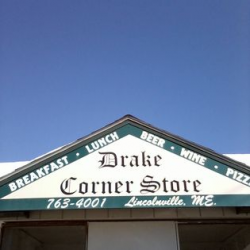 BREAKFAST • LUNCH
BEER • WINE • PIZZA
Drake
Corner Store
763-4001 Lincolnville, ME.